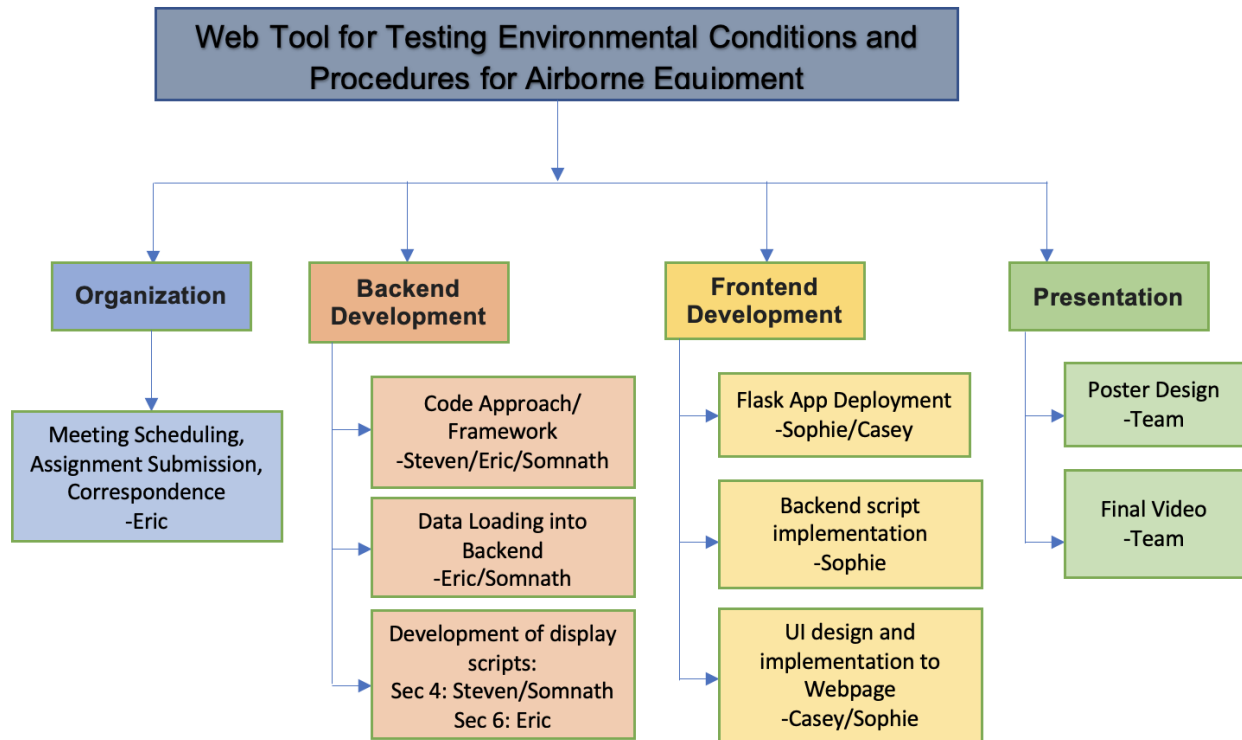 Web Tool for Testing Environmental Conditions and
Procedures for Airborne Equipment
Organization
Meeting Scheduling,
Assignment Submission,
Correspondence
-Eric
Backend
Development
Code Approach/
Framework
-Steven/Eric/Somnath
Data Loading into
Backend
-Eric/Somnath
Development of display
scripts:
Sec 4: Steven/Somnath
Sec 6: Eric
Frontend
Development
Flask App Deployment
-Sophie/Casey
Backend script
implementation
-Sophie
UI design and
implementation to
Webpage
-Casey/Sophie
Presentation
Poster Design
-Team
Final Video
-Team